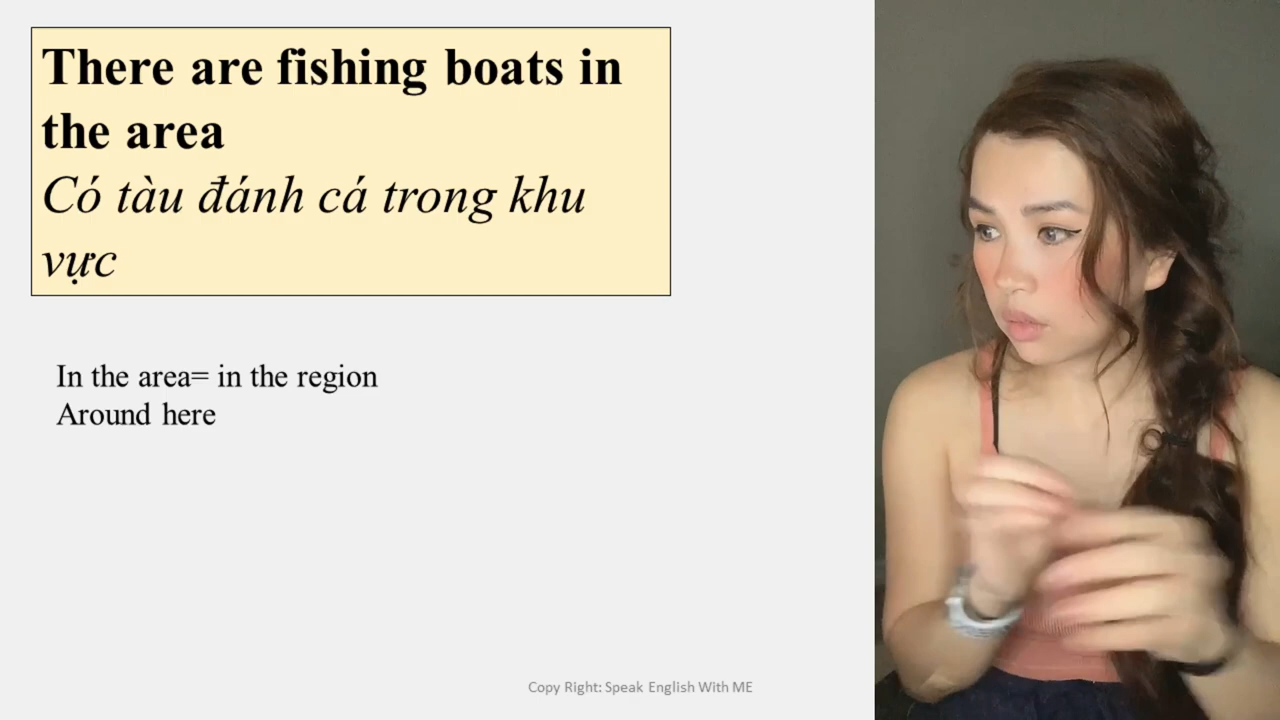 There are fishing boats in
the area
Có tàu đánh cá trong khu
vực
In the area= in the region
Around here
Copy Right: Speak English With ME